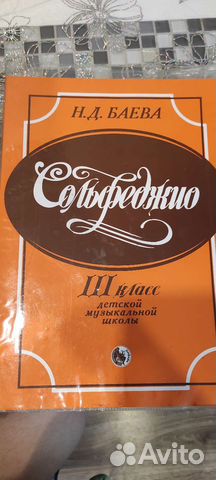 Н.Д. БАЕВА
Сольфеджио
III класс
детской
музыкальной
школы
Avito